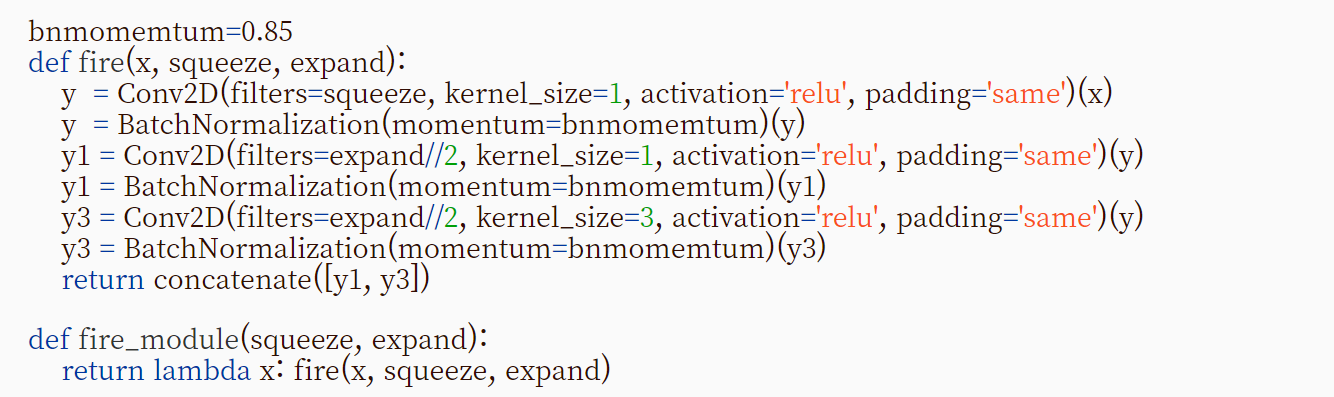 bnmomemtum=0.85
def fire(x, squeeze, expand):
    y  = Conv2D(filters=squeeze, kernel_size=1, activation='relu', padding='same')(x)
    y  = BatchNormalization(momentum=bnmomemtum)(y)
    y1 = Conv2D(filters=expand//2, kernel_size=1, activation='relu', padding='same')(y)
    y1 = BatchNormalization(momentum=bnmomemtum)(y1)
    y3 = Conv2D(filters=expand//2, kernel_size=3, activation='relu', padding='same')(y)
    y3 = BatchNormalization(momentum=bnmomemtum)(y3)
    return concatenate([y1, y3])

def fire_module(squeeze, expand):
    return lambda x: fire(x, squeeze, expand)